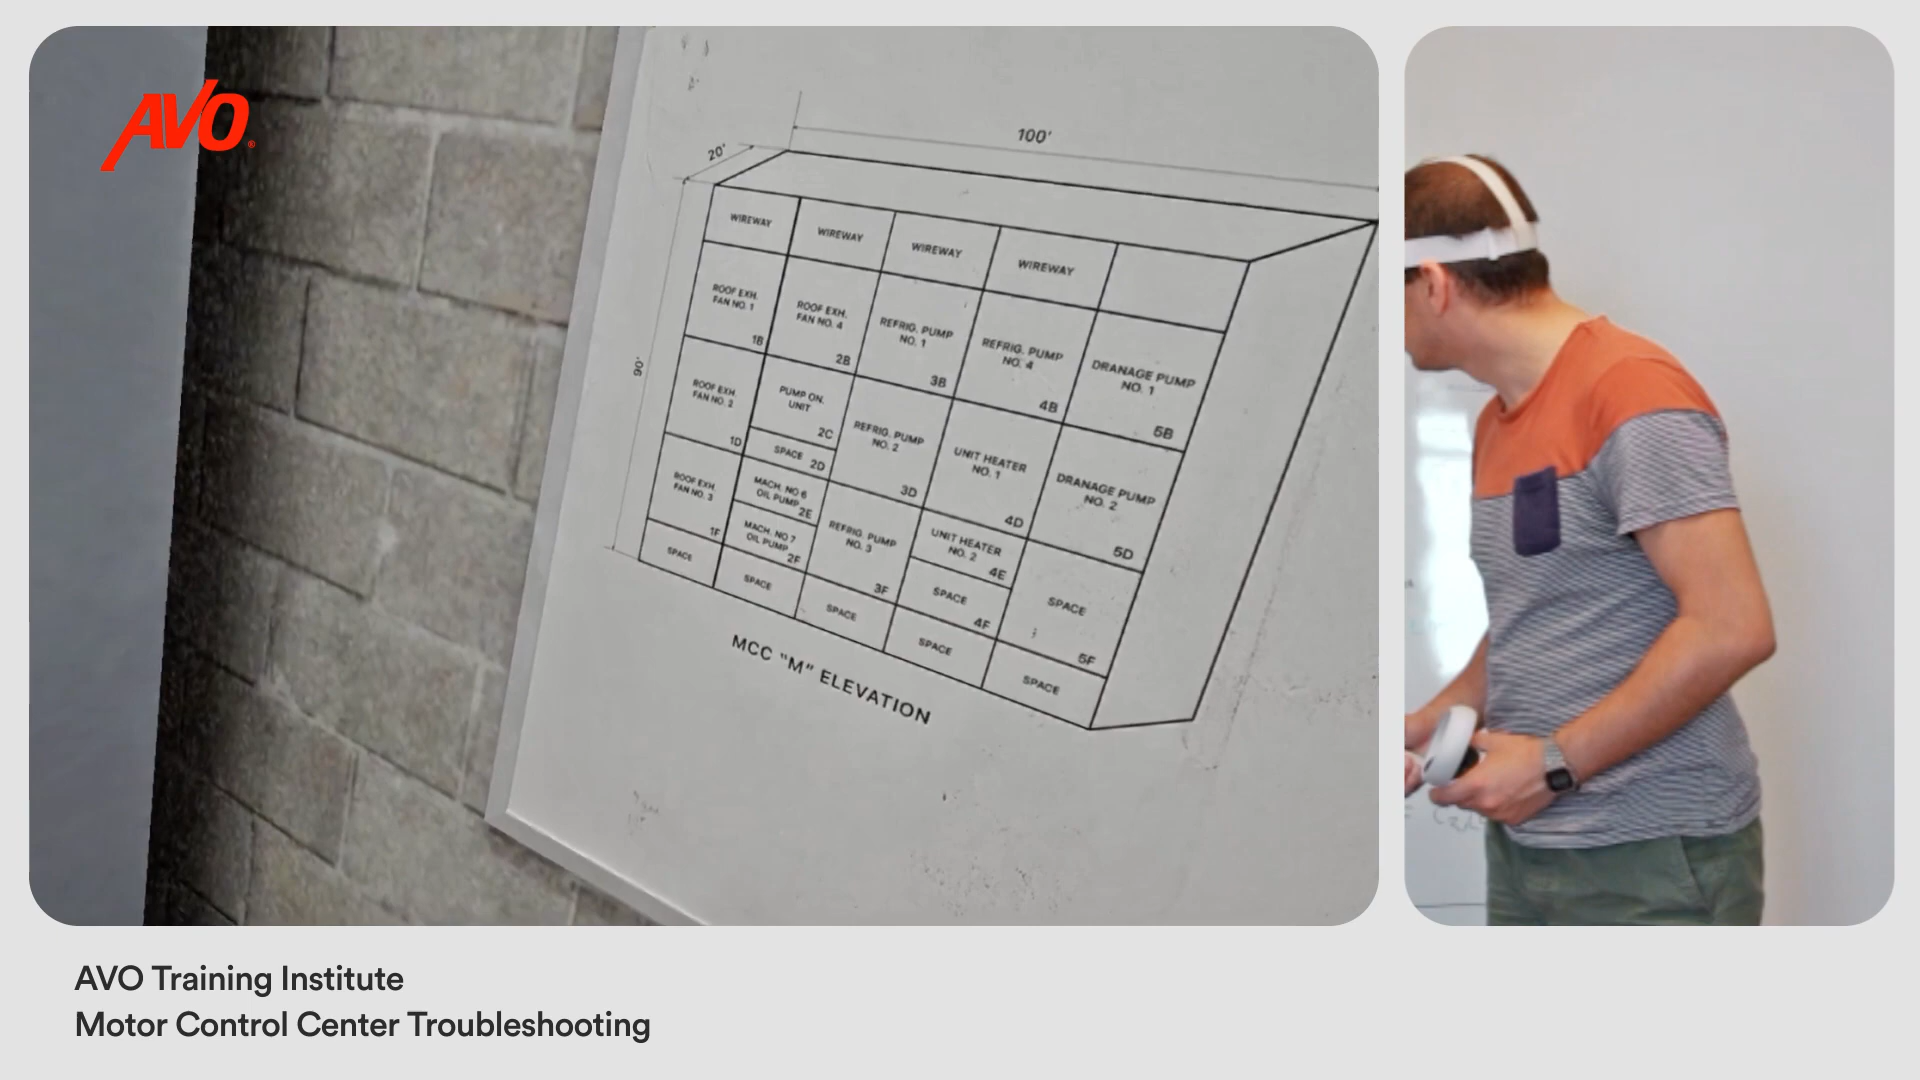 AVO®
100'
20'
90'
WIREWAY
WIREWAY
WIREWAY
WIREWAY
ROOF EXH.
FAN NO. 1
1B
ROOF EXH.
FAN NO. 4
2B
REFRIG. PUMP
NO. 1
3B
REFRIG. PUMP
NO. 4
4B
DRANAGE PUMP
NO. 1
5B
ROOF EXH.
FAN NO. 2
1D
PUMP ON.
UNIT
2C
SPACE 2D
REFRIG. PUMP
NO. 2
3D
UNIT HEATER
NO. 1
4D
DRANAGE PUMP
NO. 2
5D
ROOF EXH.
FAN NO. 3
1F
MACH. NO 6
OIL PUMP
2E
MACH. NO 7
OIL PUMP
2F
REFRIG. PUMP
NO. 3
3F
UNIT HEATER
NO. 2
4E
SPACE
4F
SPACE
5F
SPACE
SPACE
SPACE
SPACE
SPACE
MCC "M" ELEVATION
AVO Training Institute
Motor Control Center Troubleshooting